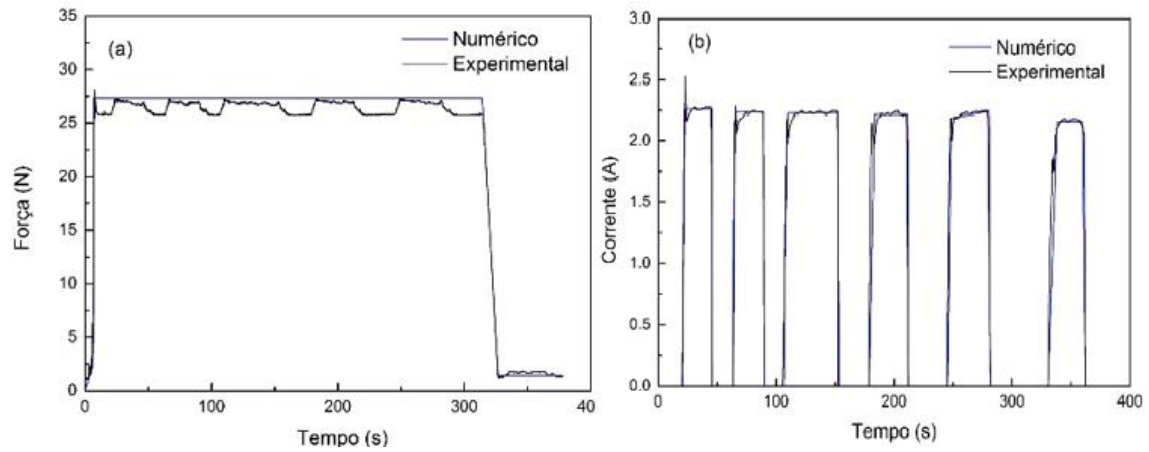 (a)
Numérico
Experimental
Força (N)
35
30
25
20
15
10
5
0
0
100
200
300
40
Tempo (s)
(b)
Numérico
Experimental
Corrente (A)
3.0
2.5
2.0
1.5
1.0
0.5
0.0
0
100
200
300
400
Tempo (s)